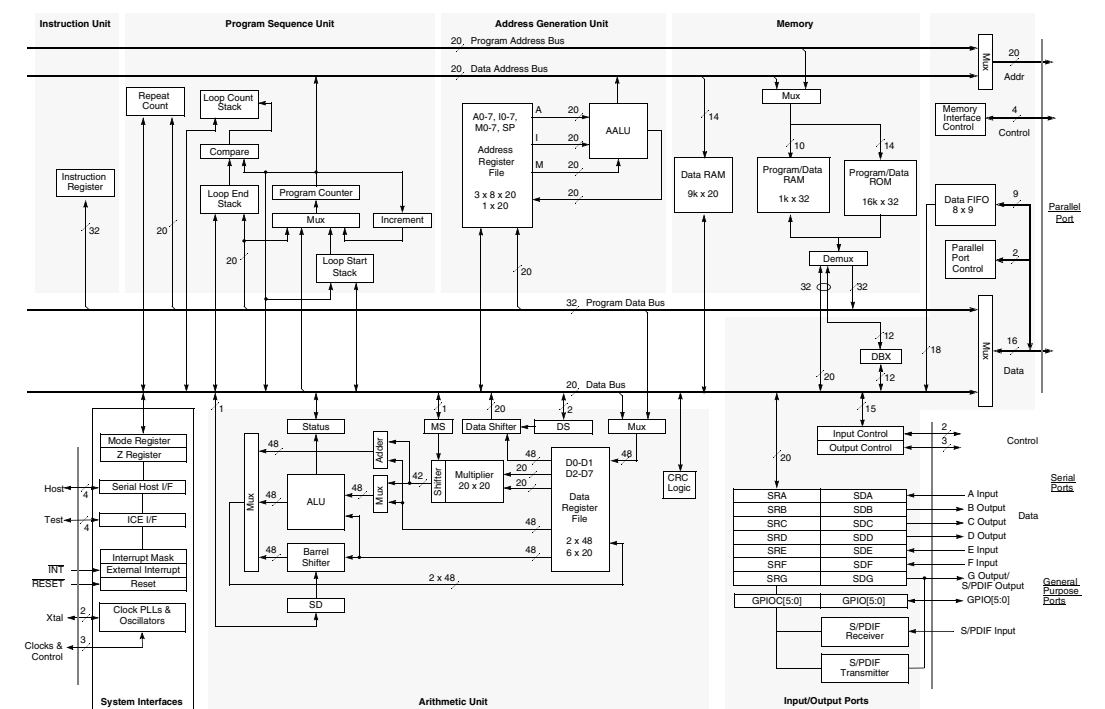 Instruction Unit
Program Sequence Unit
Address Generation Unit
Memory
20 Program Address Bus
20 Data Address Bus
Mux
20
Addr
Repeat
Count
Loop Count
Stack
Compare
Loop End
Stack
Program Counter
Mux
Increment
Loop Start
Stack
20
20
Instruction
Register
32
A0-7, I0-7,
M0-7, SP
Address
Register
File
3 x 8 x 20
1 x 20
A
20
I
20
M
20
20
AALU
20
14
Data RAM
9k x 20
Mux
10
14
Program/Data
RAM
1k x 32
Program/Data
ROM
16k x 32
Demux
32
32
Memory
Interface
Control
4
Control
Data FIFO
8 x 9
9
Parallel
Port
Control
2
Parallel
Port
32 Program Data Bus
12
DBX
12
20
18
Mux
16
Data
20 Data Bus
1
1
20
2
15
Mode Register
Z Register
Serial Host I/F
ICE I/F
Interrupt Mask
External Interrupt
Reset
Clock PLLs &
Oscillators
Host
4
Test
4
INT
RESET
Xtal
2
Clocks &
Control
3
System Interfaces
Status
MS
Data Shifter
DS
Mux
48
Adder
48
Mux
48
ALU
48
Mux
42
Shifter
Multiplier
20 x 20
48
20
20
48
D0-D1
D2-D7
Data
Register
File
2 x 48
6 x 20
48
Barrel
Shifter
48
48
2 x 48
SD
Arithmetic Unit
CRC
Logic
Input Control
Output Control
2
3
Control
20
SRA SDA
SRB SDB
SRC SDC
SRD SDD
SRE SDE
SRF SDF
SRG SDG
GPIOC[5:0] GPIO[5:0]
A Input
B Output
C Output
D Output
E Input
F Input
G Output/
S/PDIF Output
GPIO[5:0]
Data
Serial
Ports
General
Purpose
Ports
S/PDIF
Receiver
S/PDIF Input
S/PDIF
Transmitter
Input/Output Ports